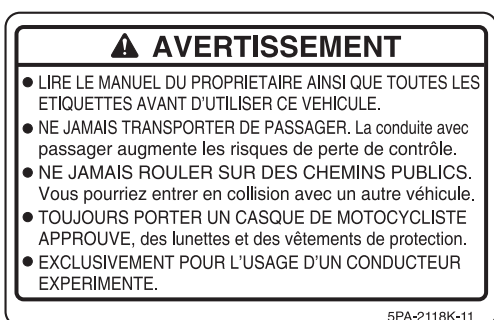 AVERTISSEMENT
● LIRE LE MANUEL DU PROPRIETAIRE AINSI QUE TOUTES LES
ETIQUETTES AVANT D'UTILISER CE VEHICULE.
● NE JAMAIS TRANSPORTER DE PASSAGER. La conduite avec
passager augmente les risques de perte de contrôle.
● NE JAMAIS ROULER SUR DES CHEMINS PUBLICS.
Vous pourriez entrer en collision avec un autre véhicule.
● TOUJOURS PORTER UN CASQUE DE MOTOCYCLISTE
APPROUVE, des lunettes et des vêtements de protection.
● EXCLUSIVEMENT POUR L'USAGE D'UN CONDUCTEUR
EXPERIMENTE.
5PA-2118K-11